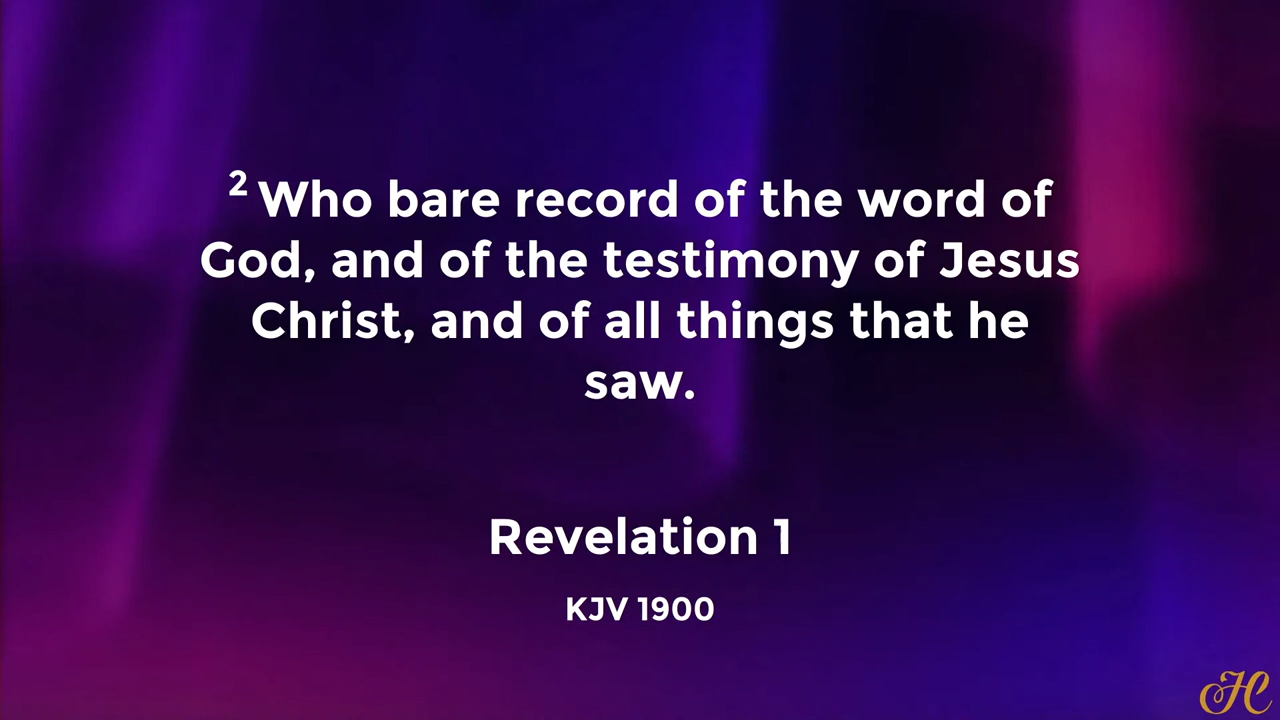 2 Who bare record of the word of
God, and of the testimony of Jesus
Christ, and of all things that he
saw.
Revelation 1
KJV 1900
HC